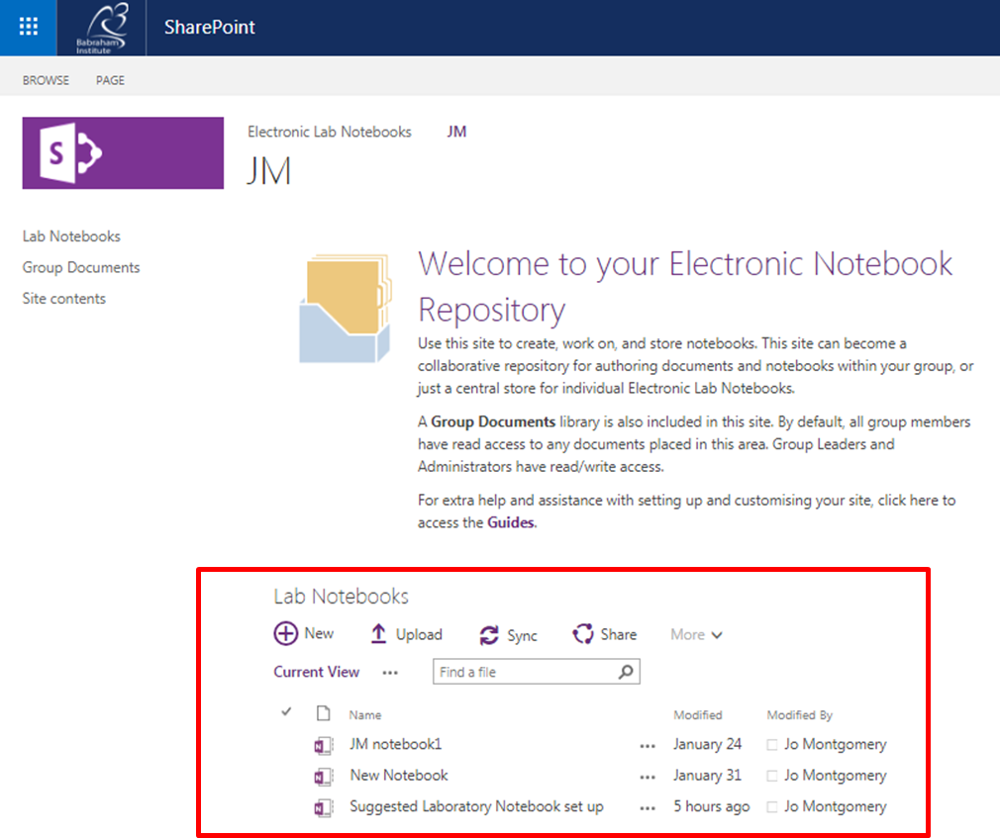 Babraham
Institute
SharePoint
BROWSE PAGE
S
Electronic Lab Notebooks JM
JM
Lab Notebooks
Group Documents
Site contents
Welcome to your Electronic Notebook
Repository
Use this site to create, work on, and store notebooks. This site can become a
collaborative repository for authoring documents and notebooks within your group, or
just a central store for individual Electronic Lab Notebooks.
A Group Documents library is also included in this site. By default, all group members
have read access to any documents placed in this area. Group Leaders and
Administrators have read/write access.
For extra help and assistance with setting up and customising your site, click here to
access the Guides.
Lab Notebooks
New Upload Sync Share More
Current View ... Find a file
Name Modified Modified By
N JM notebook1 ... January 24 Jo Montgomery
N New Notebook ... January 31 Jo Montgomery
N Suggested Laboratory Notebook set up ... 5 hours ago Jo Montgomery